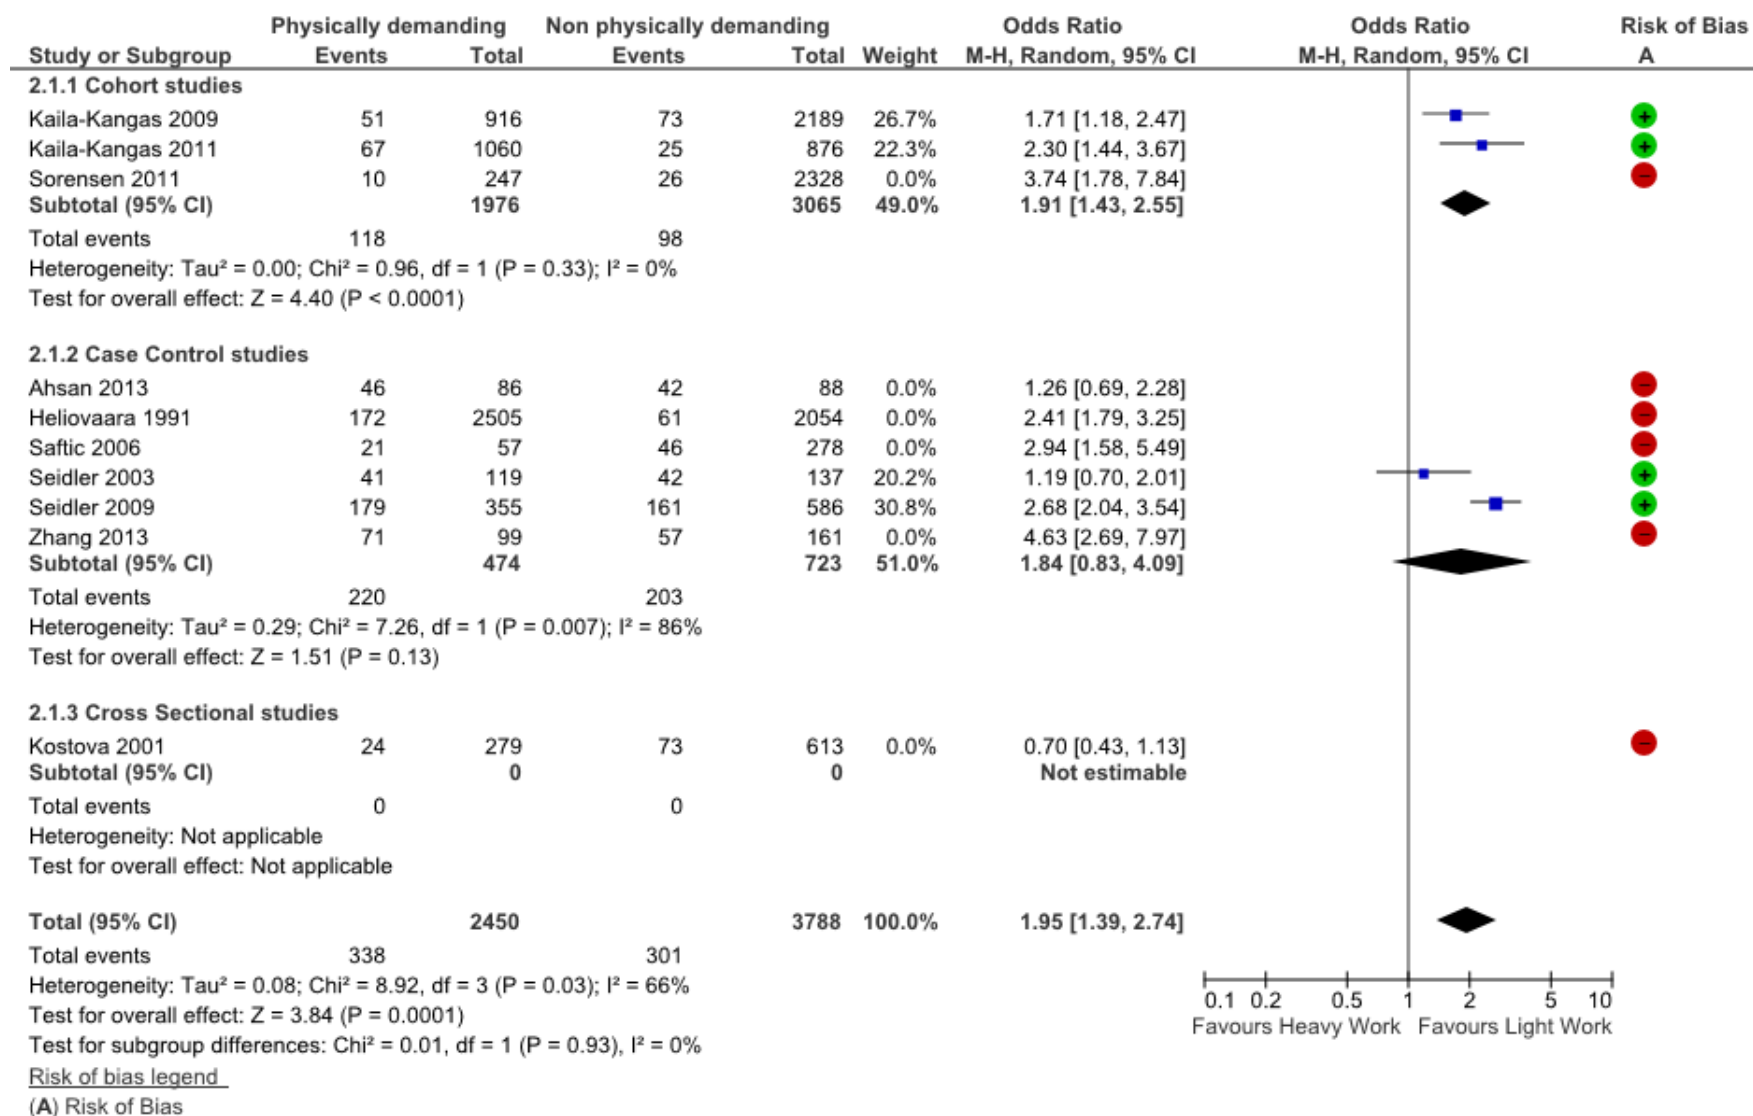 Physically demanding Non physically demanding Odds Ratio Odds Ratio Risk of Bias
Study or Subgroup Events Total Events Total Weight M-H, Random, 95% CI M-H, Random, 95% CI A
2.1.1 Cohort studies
Kaila-Kangas 2009 51 916 73 2189 26.7% 1.71 [1.18, 2.47] +
Kaila-Kangas 2011 67 1060 25 876 22.3% 2.30 [1.44, 3.67] +
Sorensen 2011 10 247 26 2328 0.0% 3.74 [1.78, 7.84] −
Subtotal (95% CI) 1976 3065 49.0% 1.91 [1.43, 2.55]
Total events 118 98
Heterogeneity: Tau² = 0.00; Chi² = 0.96, df = 1 (P = 0.33); I² = 0%
Test for overall effect: Z = 4.40 (P < 0.0001)
2.1.2 Case Control studies
Ahsan 2013 46 86 42 88 0.0% 1.26 [0.69, 2.28] −
Heliovaara 1991 172 2505 61 2054 0.0% 2.41 [1.79, 3.25] −
Saftic 2006 21 57 46 278 0.0% 2.94 [1.58, 5.49] −
Seidler 2003 41 119 42 137 20.2% 1.19 [0.70, 2.01] +
Seidler 2009 179 355 161 586 30.8% 2.68 [2.04, 3.54] +
Zhang 2013 71 99 57 161 0.0% 4.63 [2.69, 7.97] −
Subtotal (95% CI) 474 723 51.0% 1.84 [0.83, 4.09]
Total events 220 203
Heterogeneity: Tau² = 0.29; Chi² = 7.26, df = 1 (P = 0.007); I² = 86%
Test for overall effect: Z = 1.51 (P = 0.13)
2.1.3 Cross Sectional studies
Kostova 2001 24 279 73 613 0.0% 0.70 [0.43, 1.13] −
Subtotal (95% CI) 0 0 Not estimable
Total events 0 0
Heterogeneity: Not applicable
Test for overall effect: Not applicable
Total (95% CI) 2450 3788 100.0% 1.95 [1.39, 2.74]
Total events 338 301
Heterogeneity: Tau² = 0.08; Chi² = 8.92, df = 3 (P = 0.03); I² = 66%
Test for overall effect: Z = 3.84 (P = 0.0001)
Test for subgroup differences: Chi² = 0.01, df = 1 (P = 0.93), I² = 0%
0.1 0.2 0.5 1 2 5 10
Favours Heavy Work Favours Light Work
Risk of bias legend
(A) Risk of Bias